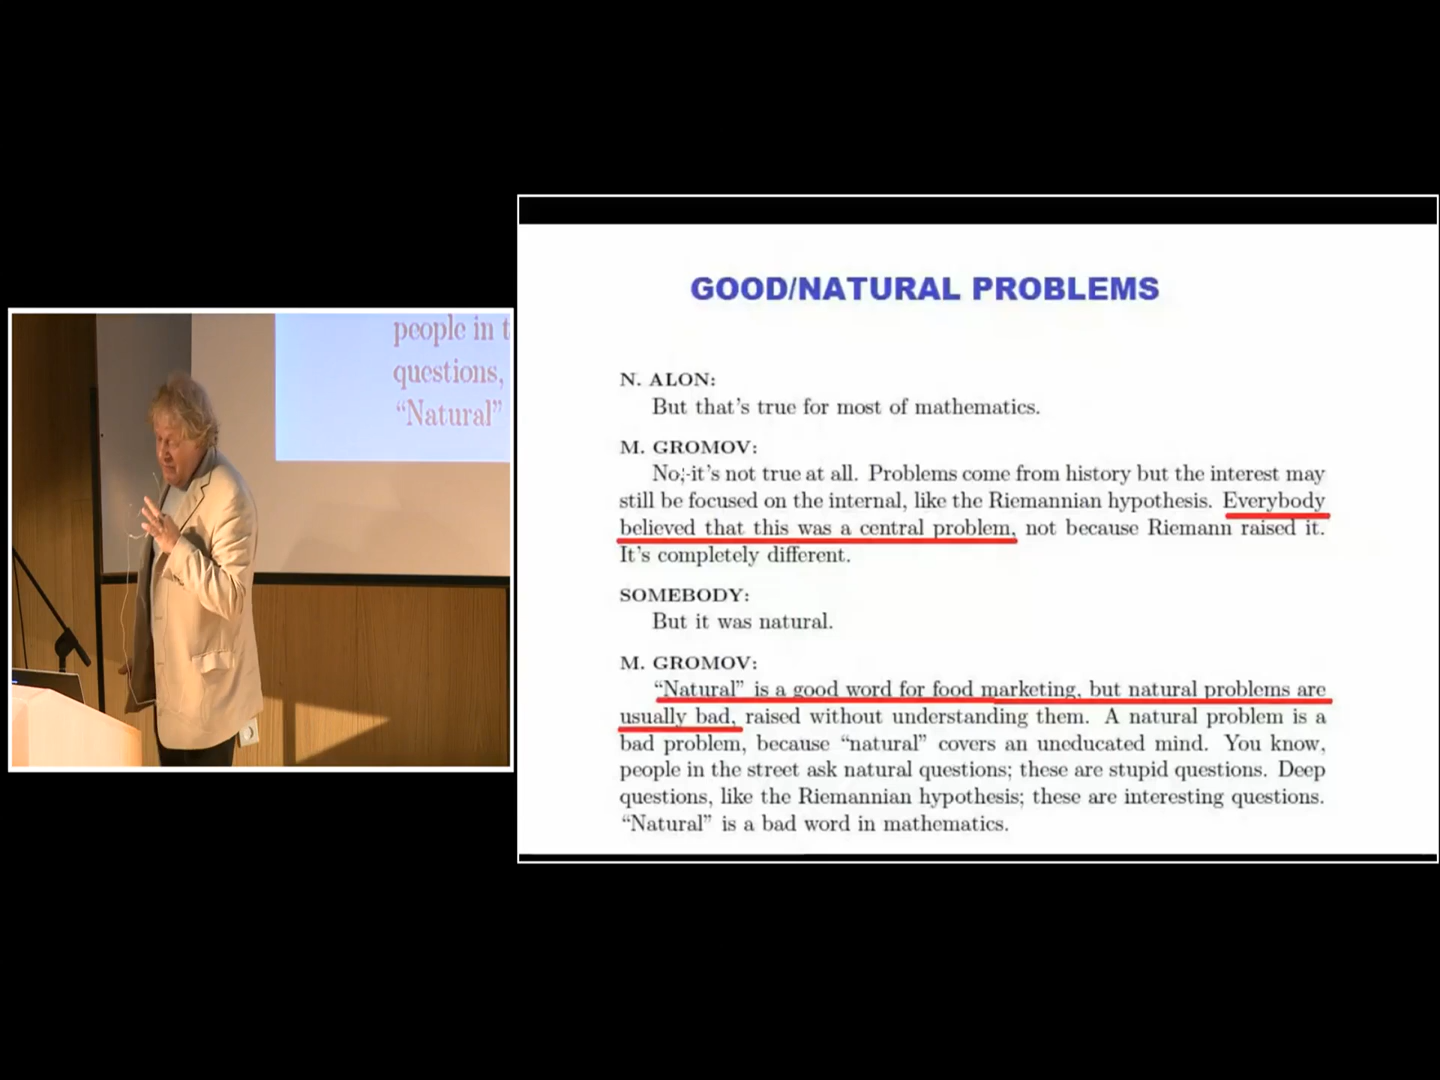 people in t
questions,
“Natural”
GOOD/NATURAL PROBLEMS
N. ALON:
But that’s true for most of mathematics.
M. GROMOV:
No; it’s not true at all. Problems come from history but the interest may
still be focused on the internal, like the Riemannian hypothesis. Everybody
believed that this was a central problem, not because Riemann raised it.
It’s completely different.
SOMEBODY:
But it was natural.
M. GROMOV:
“Natural” is a good word for food marketing, but natural problems are
usually bad, raised without understanding them. A natural problem is a
bad problem, because “natural” covers an uneducated mind. You know,
people in the street ask natural questions; these are stupid questions. Deep
questions, like the Riemannian hypothesis; these are interesting questions.
“Natural” is a bad word in mathematics.